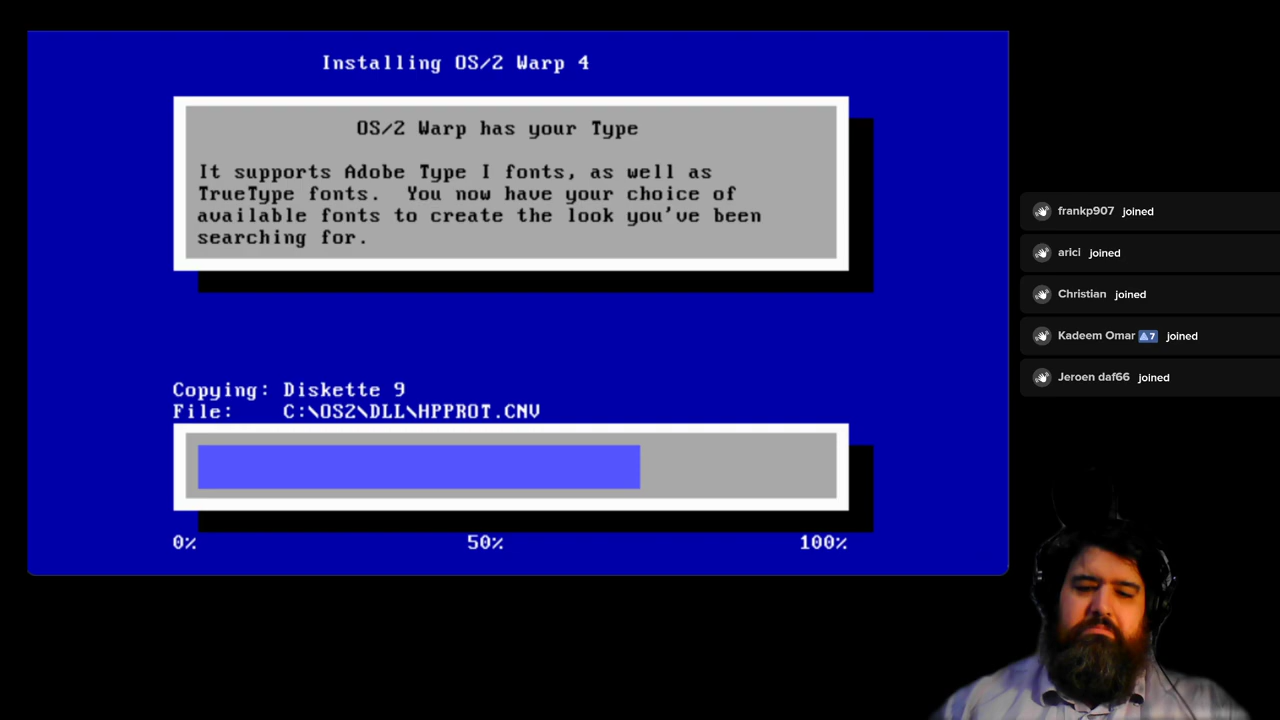 Installing OS/2 Warp 4
OS/2 Warp has your Type
It supports Adobe Type I fonts, as well as
TrueType fonts.  You now have your choice of
available fonts to create the look you've been
searching for.
Copying: Diskette 9
File:    C:\OS2\DLL\HPPROT.CNV
0% 50% 100%
frankp907 joined
arici joined
Christian joined
Kadeem Omar 7 joined
Jeroen daf66 joined